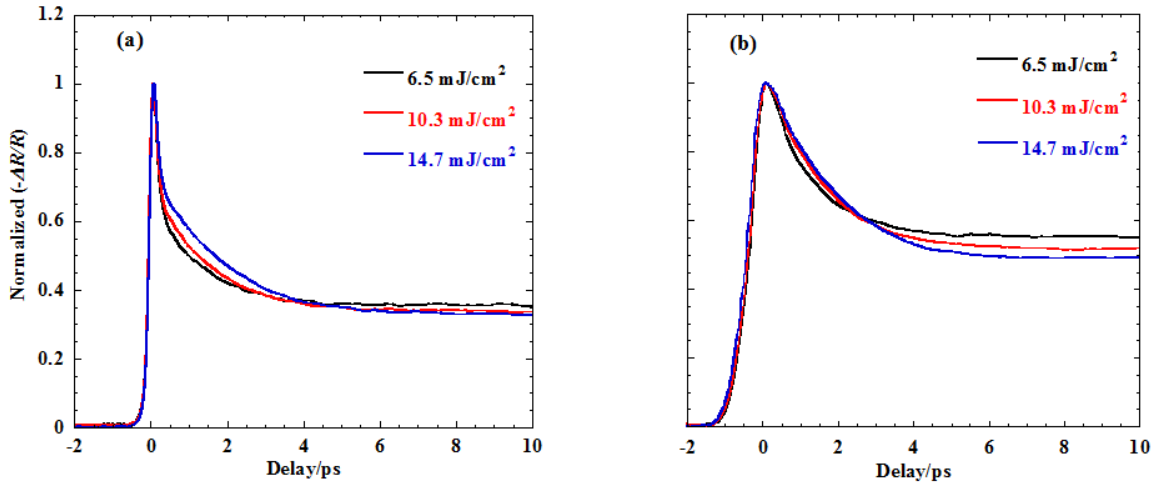 1.2
1
0.8
0.6
0.4
0.2
0
Normalized (-ΔR/R)
(a)
6.5 mJ/cm²
10.3 mJ/cm²
14.7 mJ/cm²
-2 0 2 4 6 8 10
Delay/ps
(b)
6.5 mJ/cm²
10.3 mJ/cm²
14.7 mJ/cm²
-2 0 2 4 6 8 10
Delay/ps